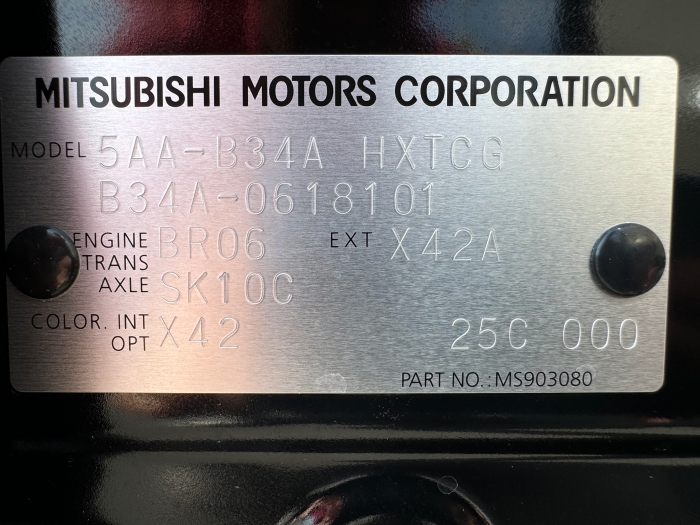 MITSUBISHI MOTORS CORPORATION
MODEL 5AA-B34A HXTCG
B34A-0618101
ENGINE BR06 EXT X42A
TRANS
AXLE SK10C
COLOR. INT X42 25C 000
OPT
PART NO.:MS903080